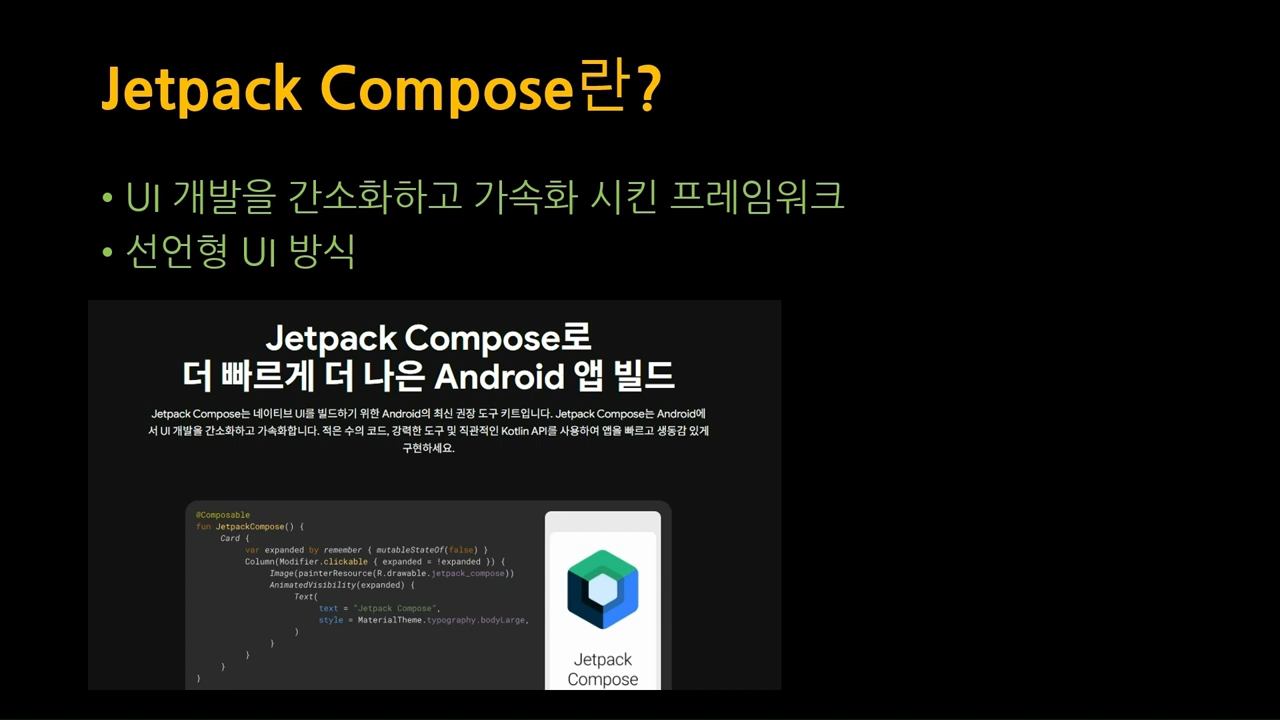 Jetpack Compose란?
• UI 개발을 간소화하고 가속화 시킨 프레임워크
• 선언형 UI 방식
Jetpack Compose로
더 빠르게 더 나은 Android 앱 빌드
Jetpack Compose는 네이티브 UI를 빌드하기 위한 Android의 최신 권장 도구 키트입니다. Jetpack Compose는 Android에
서 UI 개발을 간소화하고 가속화합니다. 적은 수의 코드, 강력한 도구 및 직관적인 Kotlin API를 사용하여 앱을 빠르고 생동감 있게
구현하세요.
@Composable
fun JetpackCompose() {
Card {
var expanded by remember { mutableStateOf(false) }
Column(Modifier.clickable { expanded = !expanded }) {
Image(painterResource(R.drawable.jetpack_compose))
AnimatedVisibility(expanded) {
Text(
text = "Jetpack Compose",
style = MaterialTheme.typography.bodyLarge,
)
}
}
}
}
Jetpack
Compose